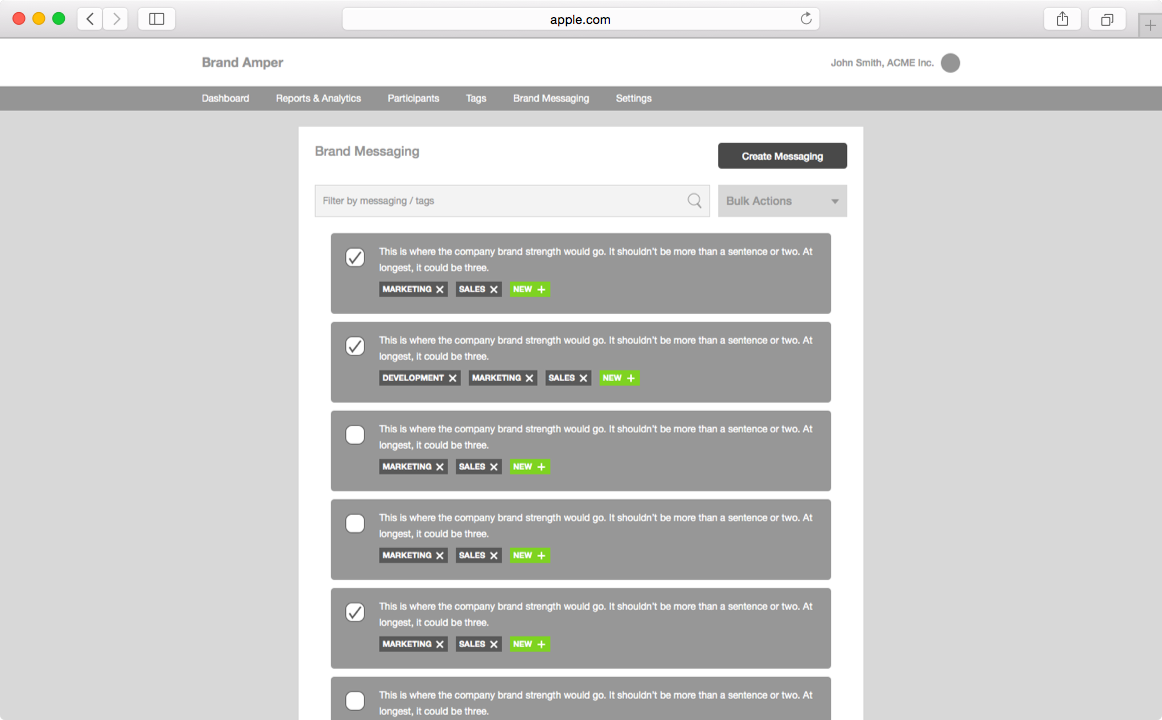 apple.com
Brand Amper
John Smith, ACME Inc.
Dashboard Reports & Analytics Participants Tags Brand Messaging Settings
Brand Messaging
Create Messaging
Filter by messaging / tags
Bulk Actions
This is where the company brand strength would go. It shouldn't be more than a sentence or two. At
longest, it could be three.
MARKETING SALES NEW
This is where the company brand strength would go. It shouldn't be more than a sentence or two. At
longest, it could be three.
DEVELOPMENT MARKETING SALES NEW
This is where the company brand strength would go. It shouldn't be more than a sentence or two. At
longest, it could be three.
MARKETING SALES NEW
This is where the company brand strength would go. It shouldn't be more than a sentence or two. At
longest, it could be three.
MARKETING SALES NEW
This is where the company brand strength would go. It shouldn't be more than a sentence or two. At
longest, it could be three.
MARKETING SALES NEW
This is where the company brand strength would go. It shouldn't be more than a sentence or two. At
longest, it could be three.